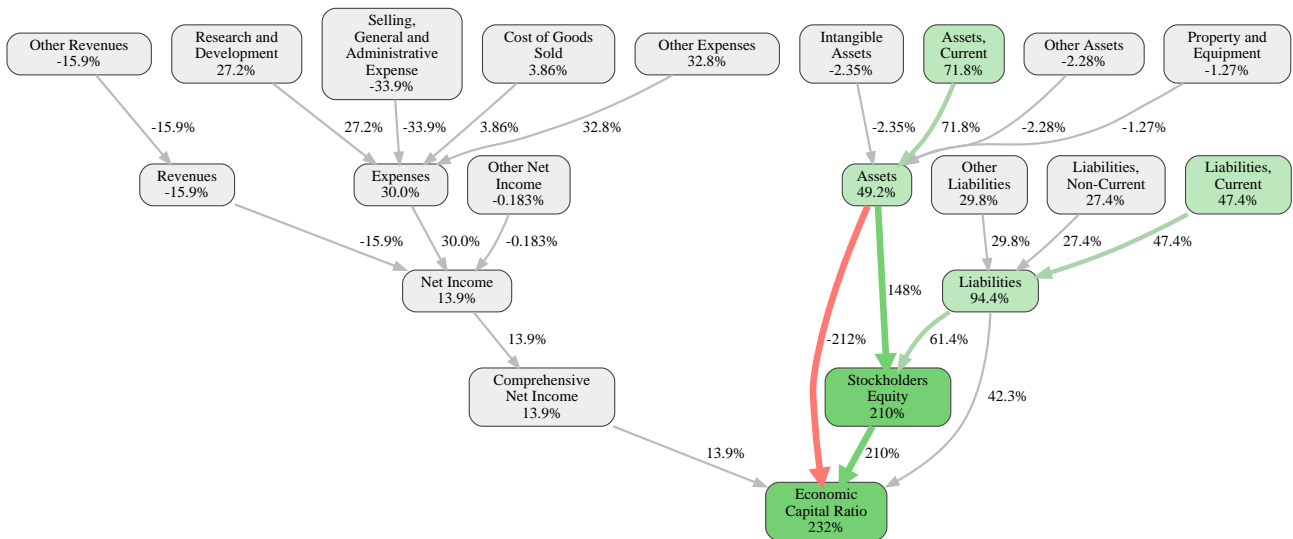 Other Revenues
-15.9%
Research and
Development
27.2%
Selling,
General and
Administrative
Expense
-33.9%
Cost of Goods
Sold
3.86%
Other Expenses
32.8%
Intangible
Assets
-2.35%
Assets,
Current
71.8%
Other Assets
-2.28%
Property and
Equipment
-1.27%
-15.9%
27.2%
-33.9%
3.86%
32.8%
-2.35%
71.8%
-2.28%
-1.27%
Revenues
-15.9%
Expenses
30.0%
Other Net
Income
-0.183%
Assets
49.2%
Other
Liabilities
29.8%
Liabilities,
Non-Current
27.4%
Liabilities,
Current
47.4%
-15.9%
30.0%
-0.183%
29.8%
27.4%
47.4%
Net Income
13.9%
148%
Liabilities
94.4%
13.9%
-212%
61.4%
Comprehensive
Net Income
13.9%
Stockholders
Equity
210%
42.3%
13.9%
210%
Economic
Capital Ratio
232%